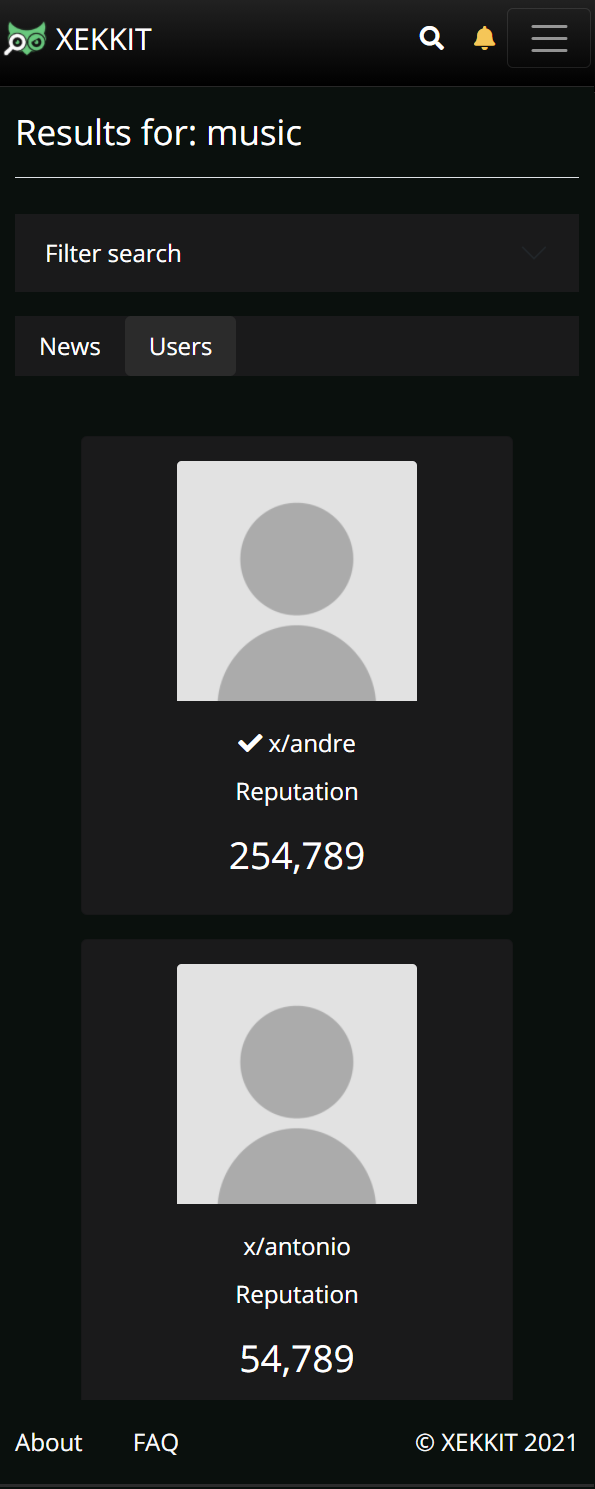 XEKKIT
Results for: music
Filter search
News Users
x/andre
Reputation
254,789
x/antonio
Reputation
54,789
About FAQ © XEKKIT 2021